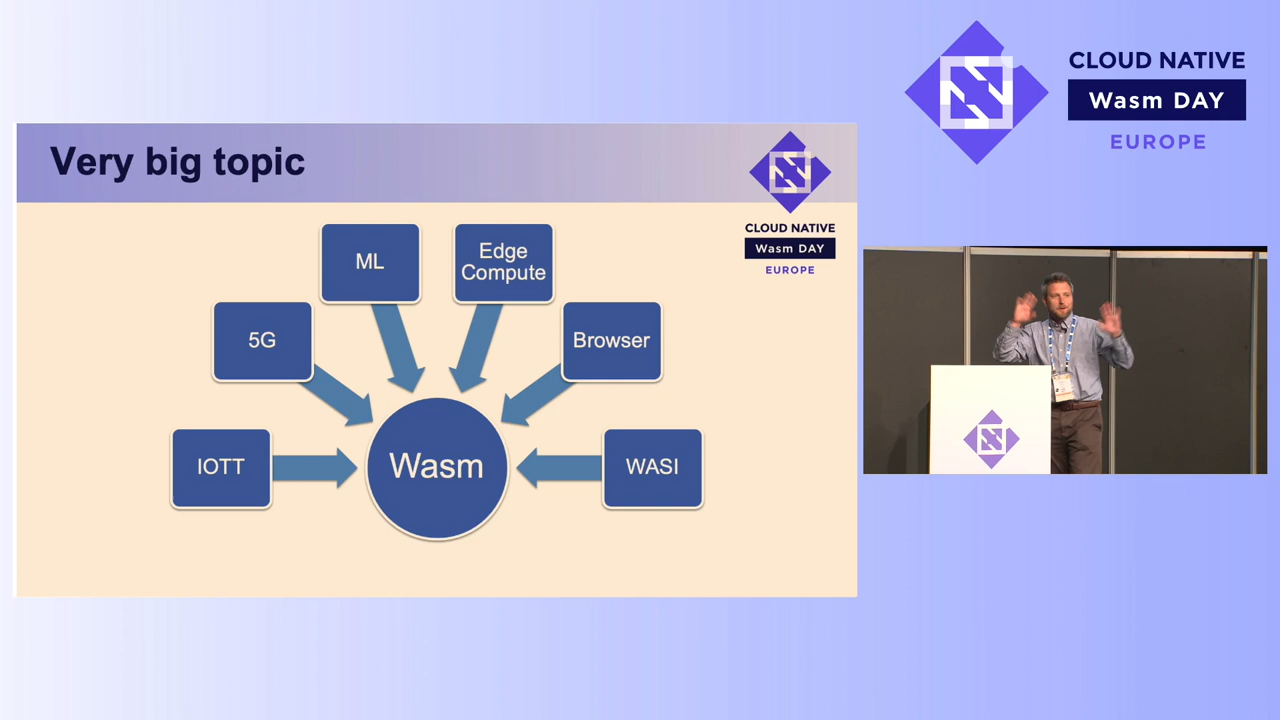 Very big topic
CLOUD NATIVE
Wasm DAY
EUROPE
ML
Edge
Compute
5G
Browser
IOTT
Wasm
WASI
CLOUD NATIVE
Wasm DAY
EUROPE